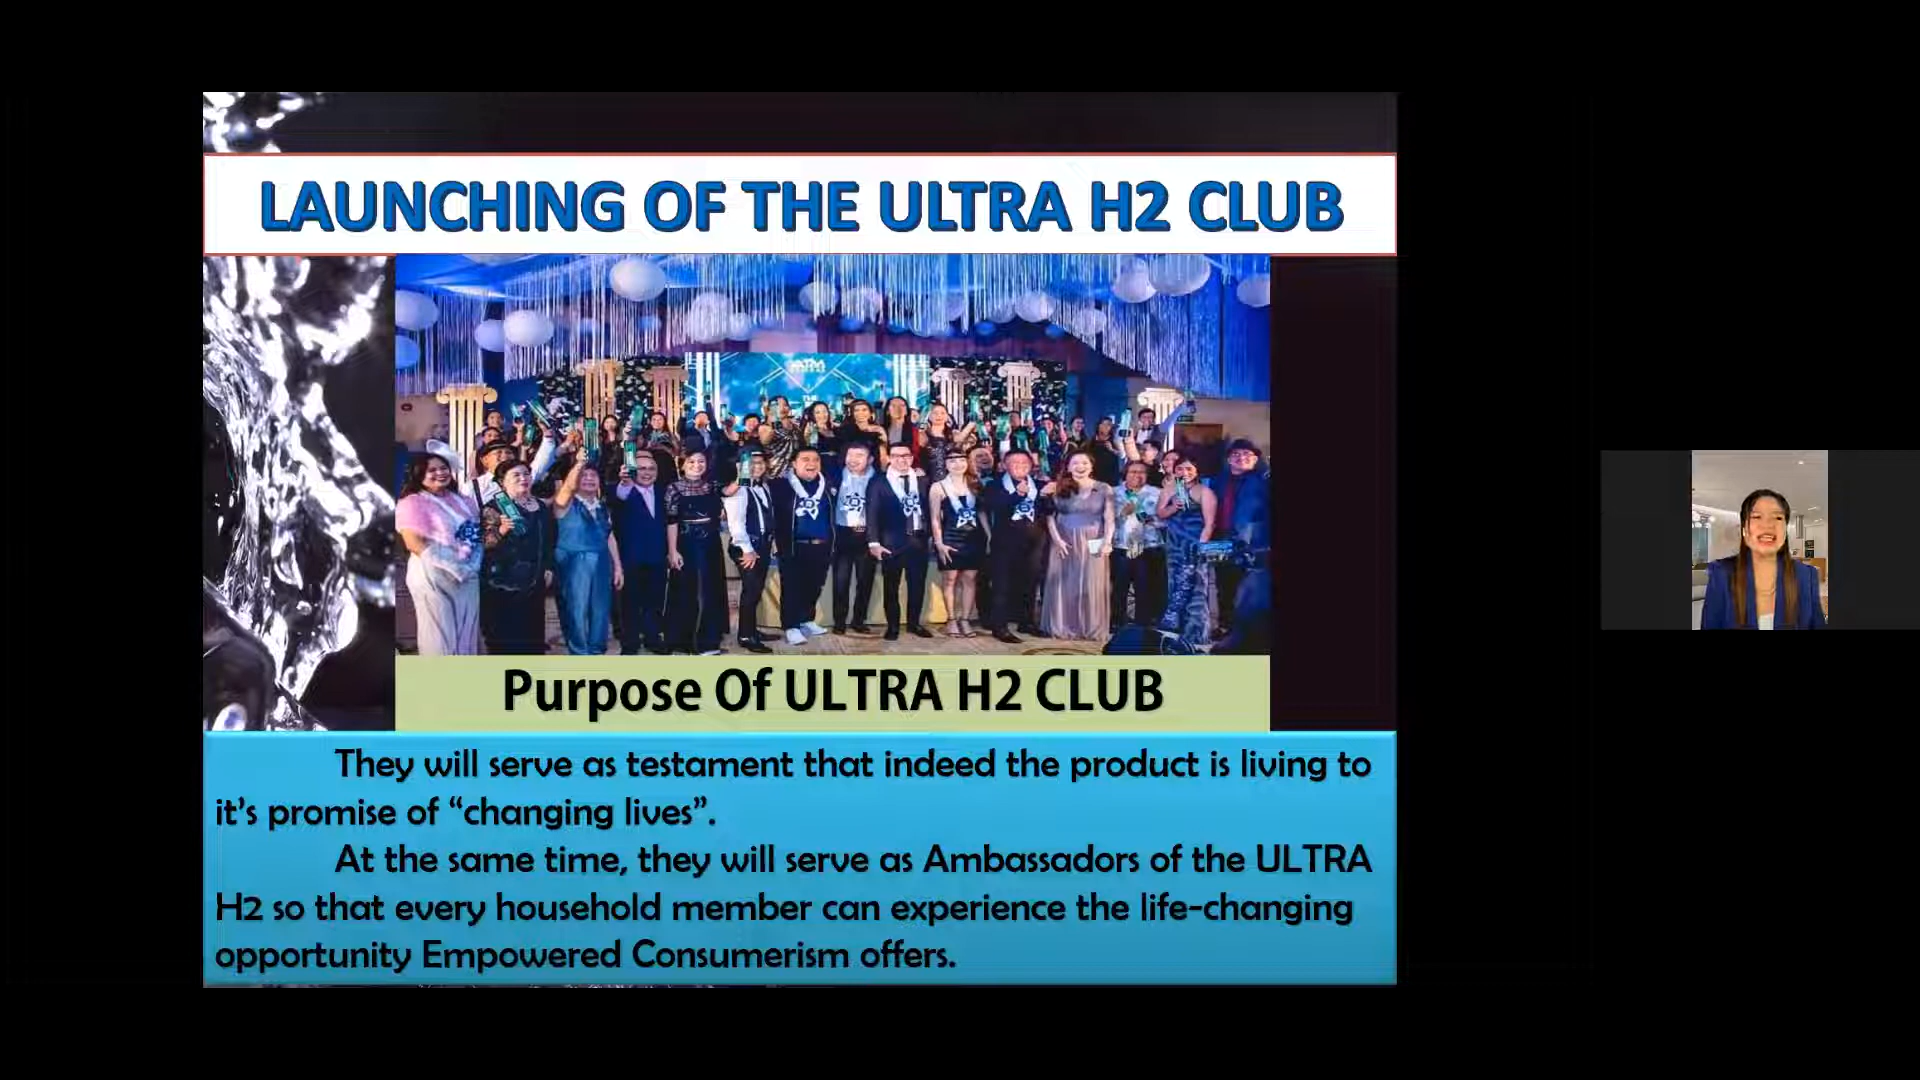 LAUNCHING OF THE ULTRA H2 CLUB
Purpose Of ULTRA H2 CLUB
They will serve as testament that indeed the product is living to
it's promise of “changing lives”.
At the same time, they will serve as Ambassadors of the ULTRA
H2 so that every household member can experience the life-changing
opportunity Empowered Consumerism offers.